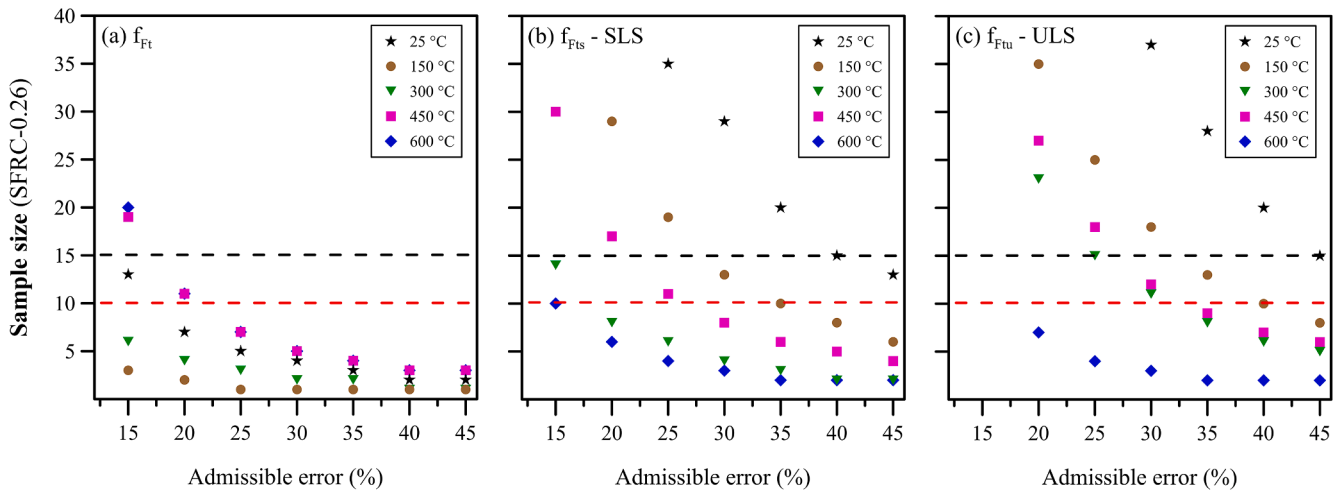 Sample size (SFRC-0.26)
40
35
30
25
20
15
10
5
(a) fFt
25 °C
150 °C
300 °C
450 °C
600 °C
15 20 25 30 35 40 45
Admissible error (%)
(b) fFts - SLS
25 °C
150 °C
300 °C
450 °C
600 °C
15 20 25 30 35 40 45
Admissible error (%)
(c) fFtu - ULS
25 °C
150 °C
300 °C
450 °C
600 °C
15 20 25 30 35 40 45
Admissible error (%)